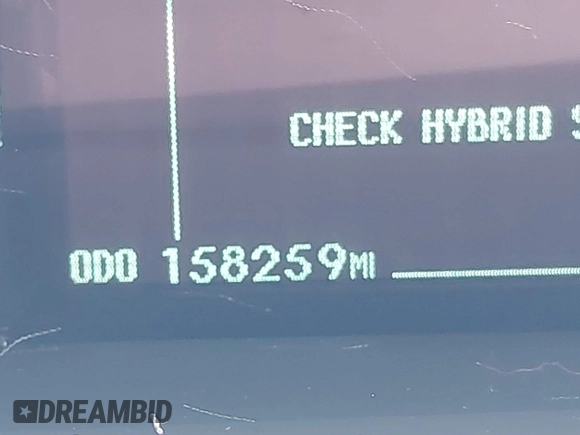 CHECK HYBRID
ODO 158259MI
DREAMBID